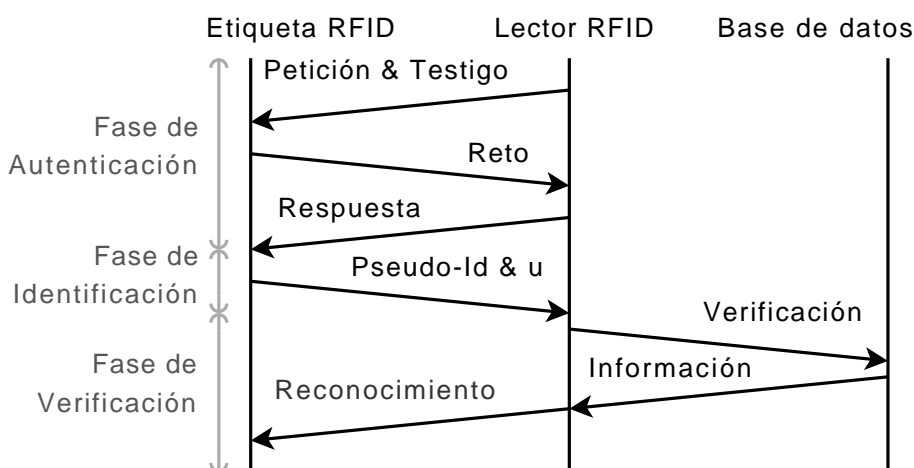 Etiqueta RFID
Lector RFID
Base de datos
Petición & Testigo
Fase de
Autenticación
Reto
Respuesta
Fase de
Identificación
Pseudo-Id & u
Verificación
Fase de
Verificación
Información
Reconocimiento